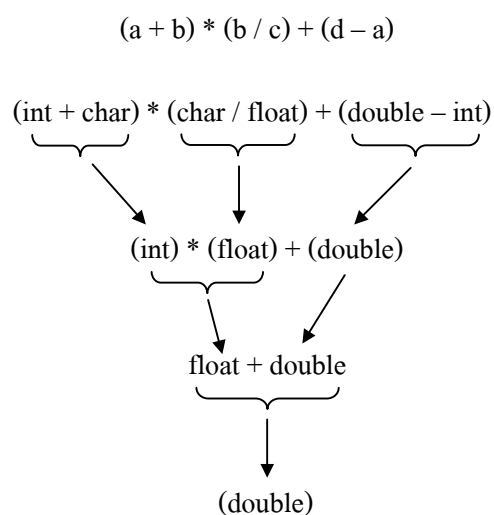 (a + b) * (b / c) + (d – a)
(int + char) * (char / float) + (double – int)
(int) * (float) + (double)
float + double
(double)